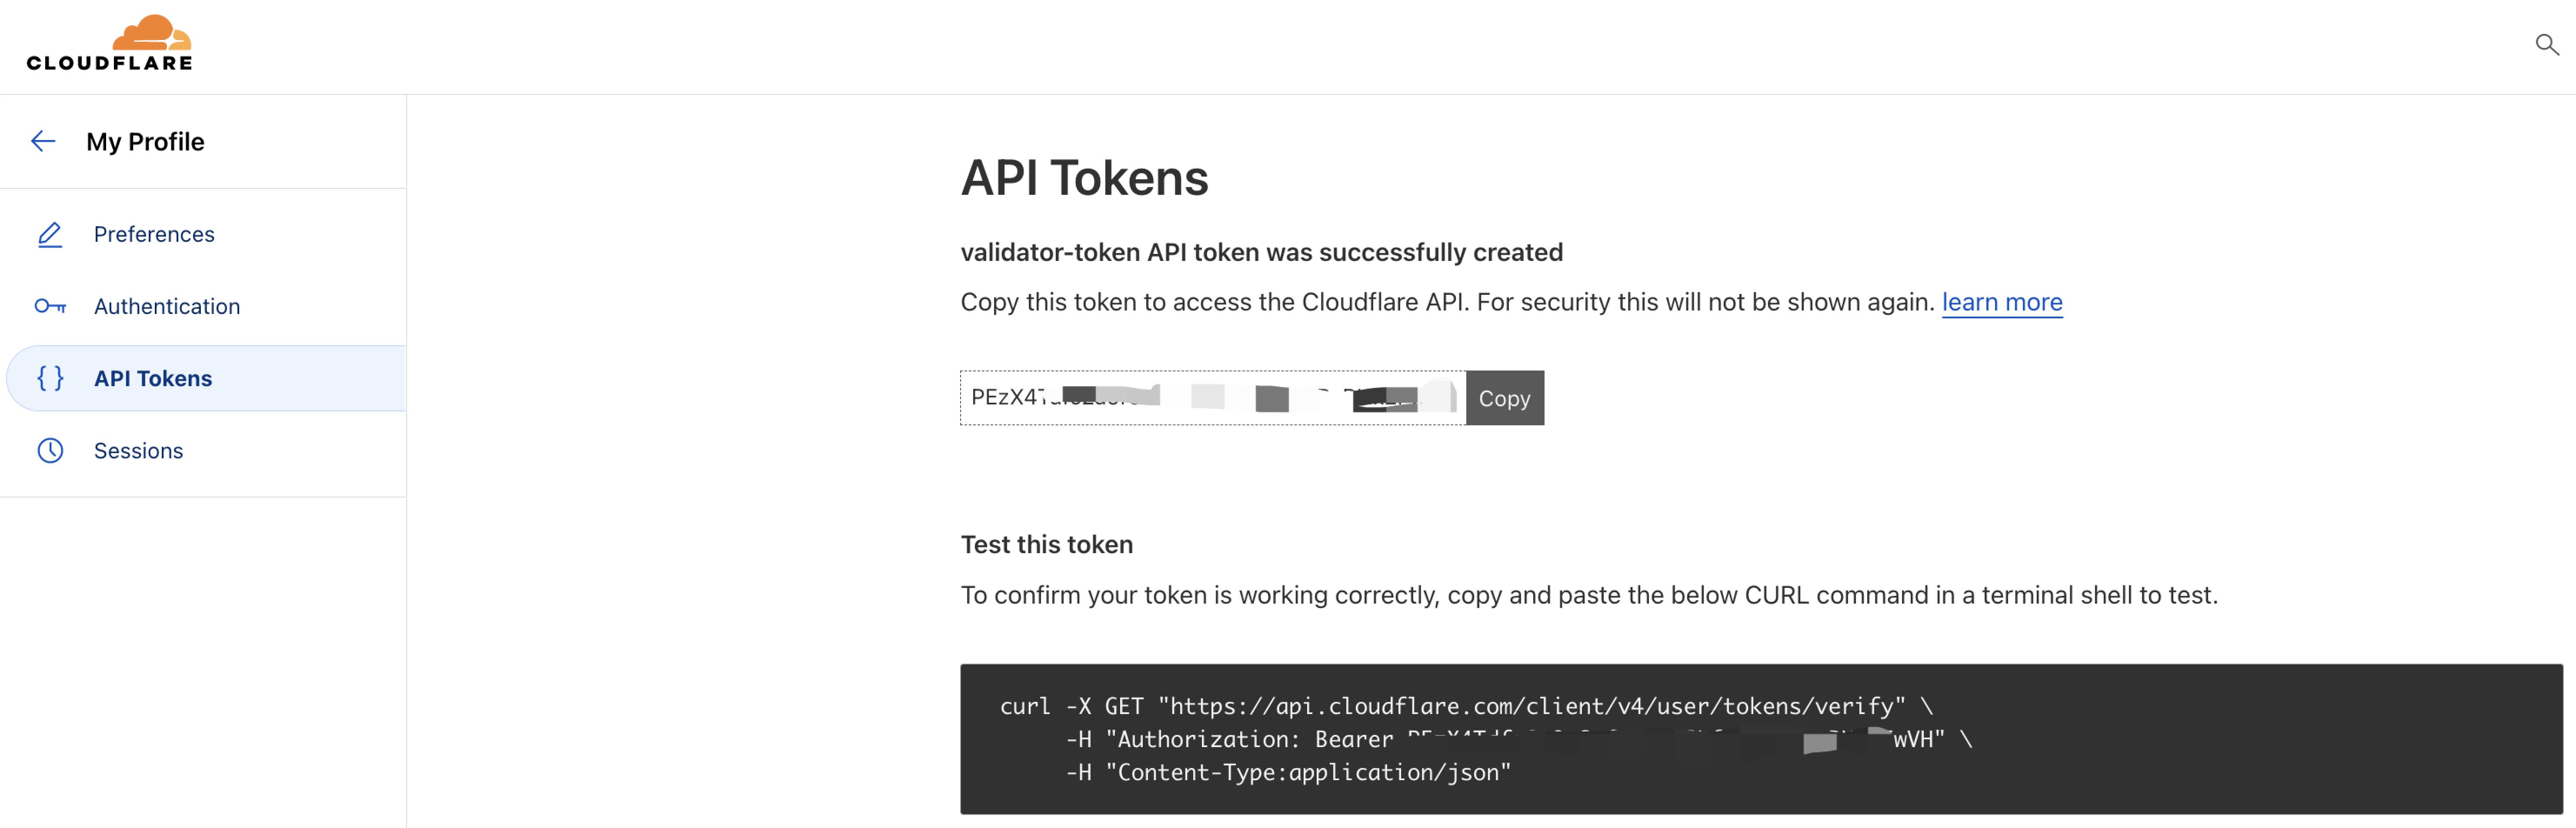 CLOUDFLARE
My Profile
Preferences
Authentication
API Tokens
Sessions
API Tokens
validator-token API token was successfully created
Copy this token to access the Cloudflare API. For security this will not be shown again. learn more
Copy
Test this token
To confirm your token is working correctly, copy and paste the below CURL command in a terminal shell to test.
curl -X GET "https://api.cloudflare.com/client/v4/user/tokens/verify" \
-H "Authorization: Bearer wVH" \
-H "Content-Type:application/json"